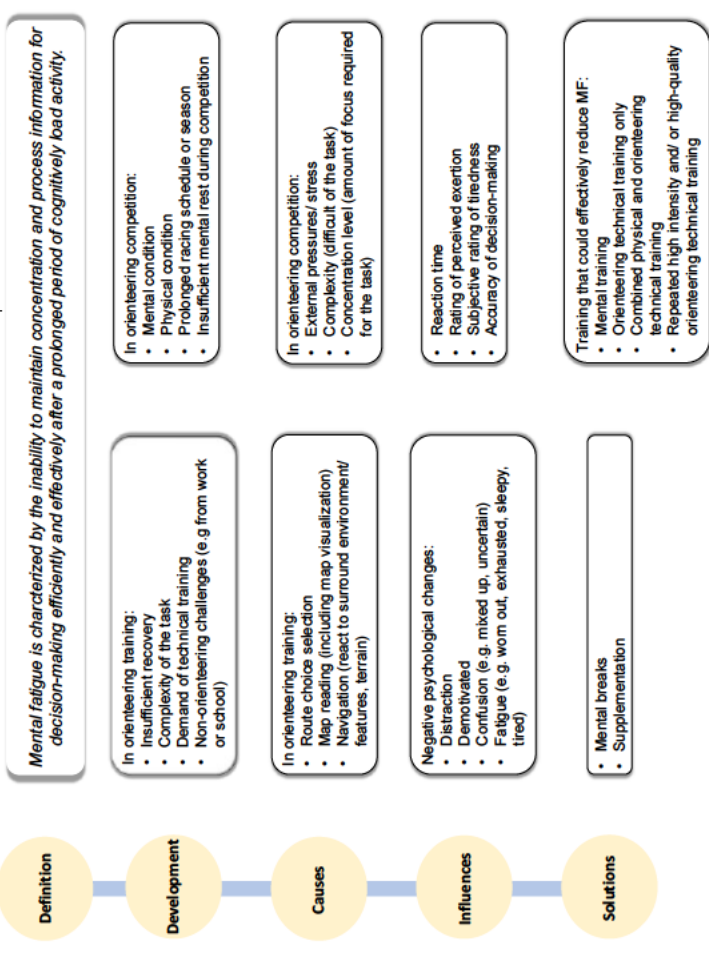 Definition
Mental fatigue is charcterized by the inability to maintain concentration and process information for
decision-making efficiently and effectively after a prolonged period of cognitively load activity.
Development
In orienteering training:
• Insufficient recovery
• Complexity of the task
• Demand of technical training
• Non-orienteering challenges (e.g from work
or school)
In orienteering competition:
• Mental condition
• Physical condition
• Prolonged racing schedule or season
• Insufficient mental rest during competition
Causes
In orienteering training:
• Route choice selection
• Map reading (including map visualization)
• Navigation (react to surround environment/
features, terrain)
In orienteering competition:
• External pressures/ stress
• Complexity (difficult of the task)
• Concentration level (amount of focus required
for the task)
Influences
Negative psychological changes:
• Distraction
• Demotivated
• Confusion (e.g. mixed up, uncertain)
• Fatigue (e.g. worn out, exhausted, sleepy,
tired)
• Reaction time
• Rating of perceived exertion
• Subjective rating of tiredness
• Accuracy of decision-making
Solutions
• Mental breaks
• Supplementation
Training that could effectively reduce MF:
• Mental training
• Orienteering technical training only
• Combined physical and orienteering
technical training
• Repeated high intensity and/ or high-quality
orienteering technical training